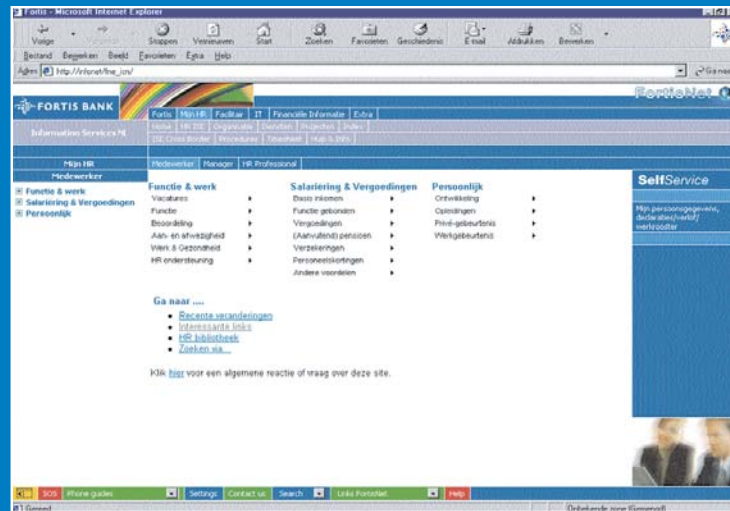 Fortis - Microsoft Internet Explorer
Vorige Stoppen Vernieuwen Start Zoeken Favorieten Geschiedenis E-mail Afdrukken Bewerken
Bestand Bewerken Beeld Favorieten Extra Help
Adres http://infonet/fne_icn/ Ga naar
FortisNet
FORTIS BANK
Fortis Mijn HR Facilitair IT Financiële Informatie Extra
Information Services NL
Home HR ISE Organisatie Diensten Projecten Index
ISE Cross Border Procedures Timesheet Hulp & Info
Mijn HR
Medewerker Manager HR Professional
Medewerker
SelfService
Functie & werk
Salariëring & Vergoedingen
Persoonlijk
Functie & werk
Vacatures
Functie
Beoordeling
Aan- en afwezigheid
Werk & Gezondheid
HR ondersteuning
Salariëring & Vergoedingen
Basis inkomen
Functie gebonden
Vergoedingen
(Aanvullend) pensioen
Verzekeringen
Personeelskortingen
Andere voordelen
Persoonlijk
Ontwikkeling
Opleidingen
Privé-gebeurtenis
Werkgebeurtenis
Mijn persoonsgegevens,
declaraties/verlof/
werkrooster
Ga naar ....
Recente veranderingen
Interessante links
HR bibliotheek
Zoeken via...
Klik hier voor een algemene reactie of vraag over deze site.
SOS Phone guides Settings Contact us Search Links FortisNet Help
Gereed Onbekende zone (Gemengd)